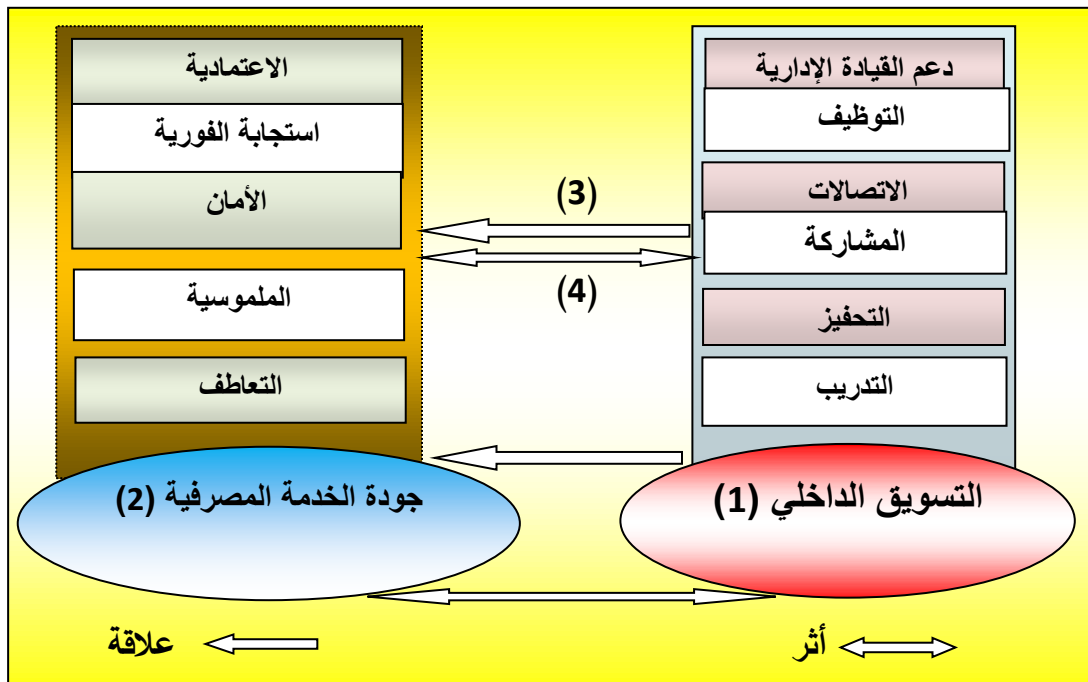 دعم القيادة الإدارية
التوظيف
الاتصالات
المشاركة
التحفيز
التدريب
التسويق الداخلي (1)
(3)
(4)
الاعتمادية
استجابة الفورية
الأمان
الملموسية
التعاطف
جودة الخدمة المصرفية (2)
أثر
علاقة